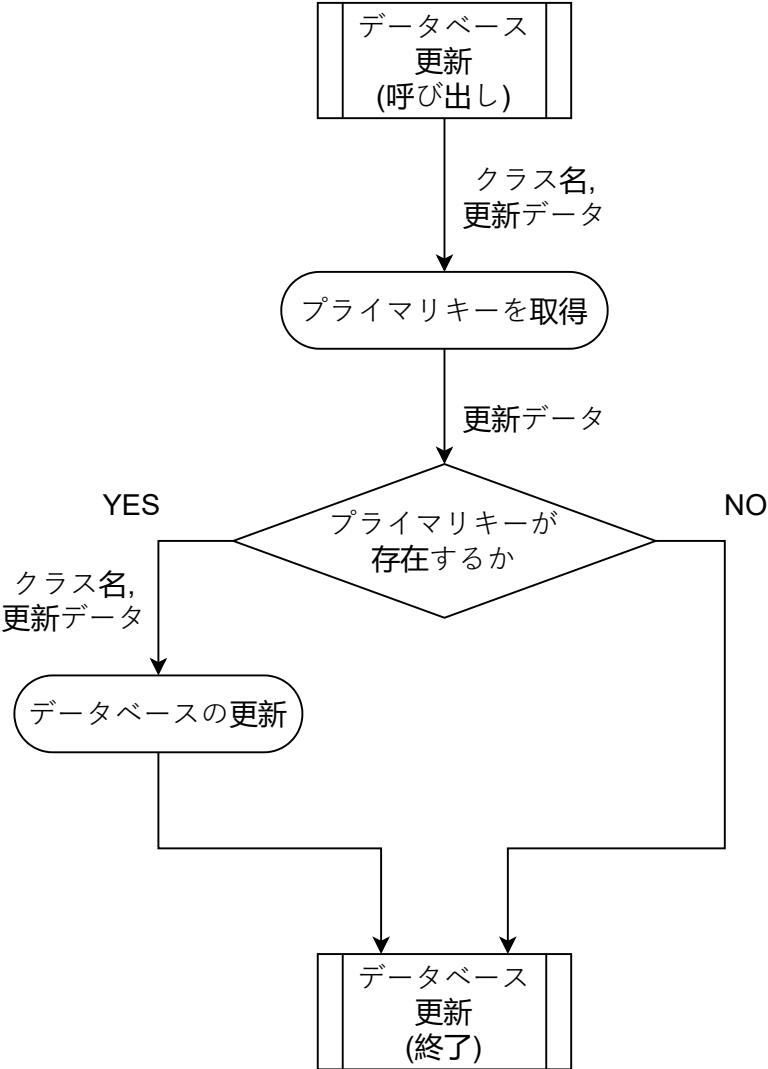 データベース
更新
(呼び出し)
クラス名,
更新データ
プライマリキーを取得
更新データ
YES
NO
プライマリキーが
存在するか
クラス名,
更新データ
データベースの更新
データベース
更新
(終了)